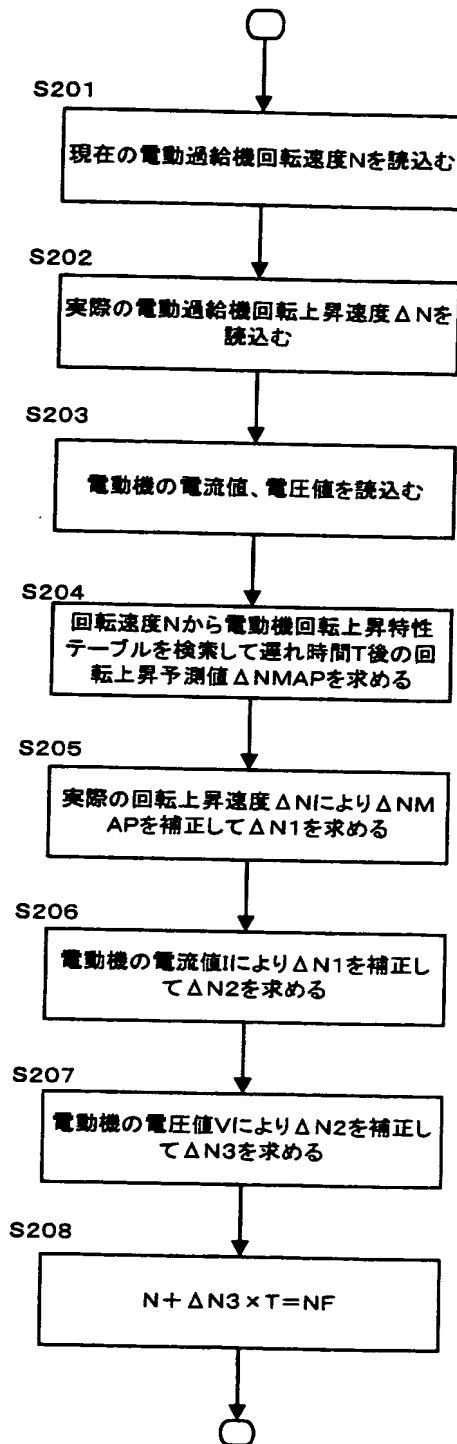 S201
現在の電動過給機回転速度Nを読込む
S202
実際の電動過給機回転上昇速度ΔNを
読込む
S203
電動機の電流値、電圧値を読込む
S204
回転速度Nから電動機回転上昇特性
テーブルを検索して遅れ時間T後の回
転上昇予測値ΔNMAPを求める
S205
実際の回転上昇速度ΔNによりΔNM
APを補正してΔN1を求める
S206
電動機の電流値IによりΔN1を補正し
てΔN2を求める
S207
電動機の電圧値VによりΔN2を補正し
てΔN3を求める
S208
N+ΔN3×T=NF